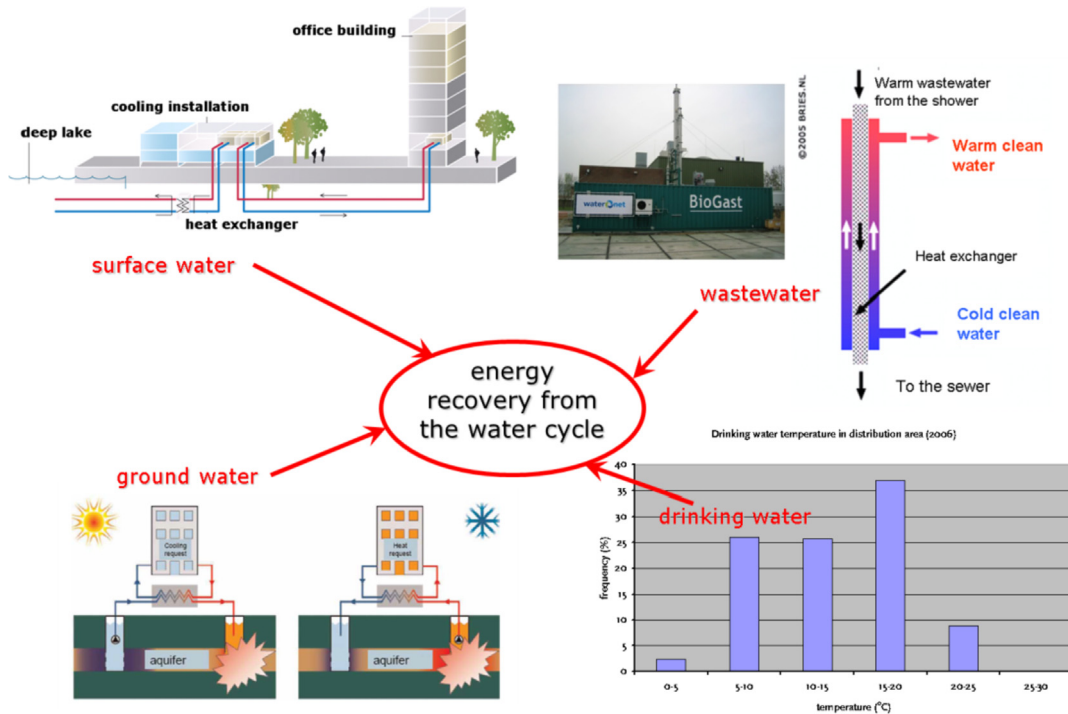 office building
cooling installation
deep lake
heat exchanger
surface water
©2005 BRIES.NL
waternet
BioGast
wastewater
Warm wastewater
from the shower
Warm clean
water
Heat exchanger
Cold clean
water
To the sewer
energy
recovery from
the water cycle
ground water
Cooling
request
aquifer
Heat
request
aquifer
drinking water
Drinking water temperature in distribution area (2006)
frequency (%)
40
35
30
25
20
15
10
5
0
0-5
5-10
10-15
15-20
20-25
25-30
temperature (°C)